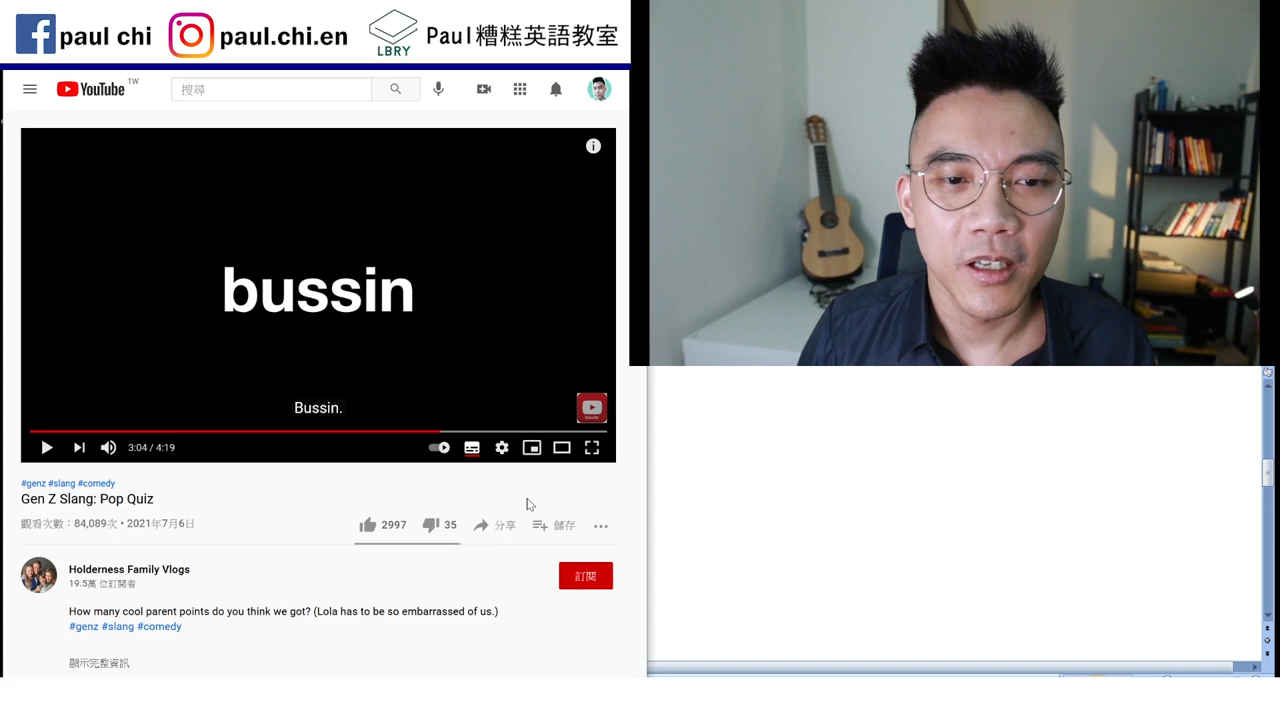 paul chi
paul.chi.en
LBRY
Paul糟糕英語教室
YouTube TW
搜尋
bussin
Bussin.
3:04 / 4:19
#genz #slang #comedy
Gen Z Slang: Pop Quiz
觀看次數：84,089次 • 2021年7月6日
2997
35
分享
儲存
Holderness Family Vlogs
19.5萬 位訂閱者
訂閱
How many cool parent points do you think we got? (Lola has to be so embarrassed of us.)
#genz #slang #comedy
顯示完整資訊